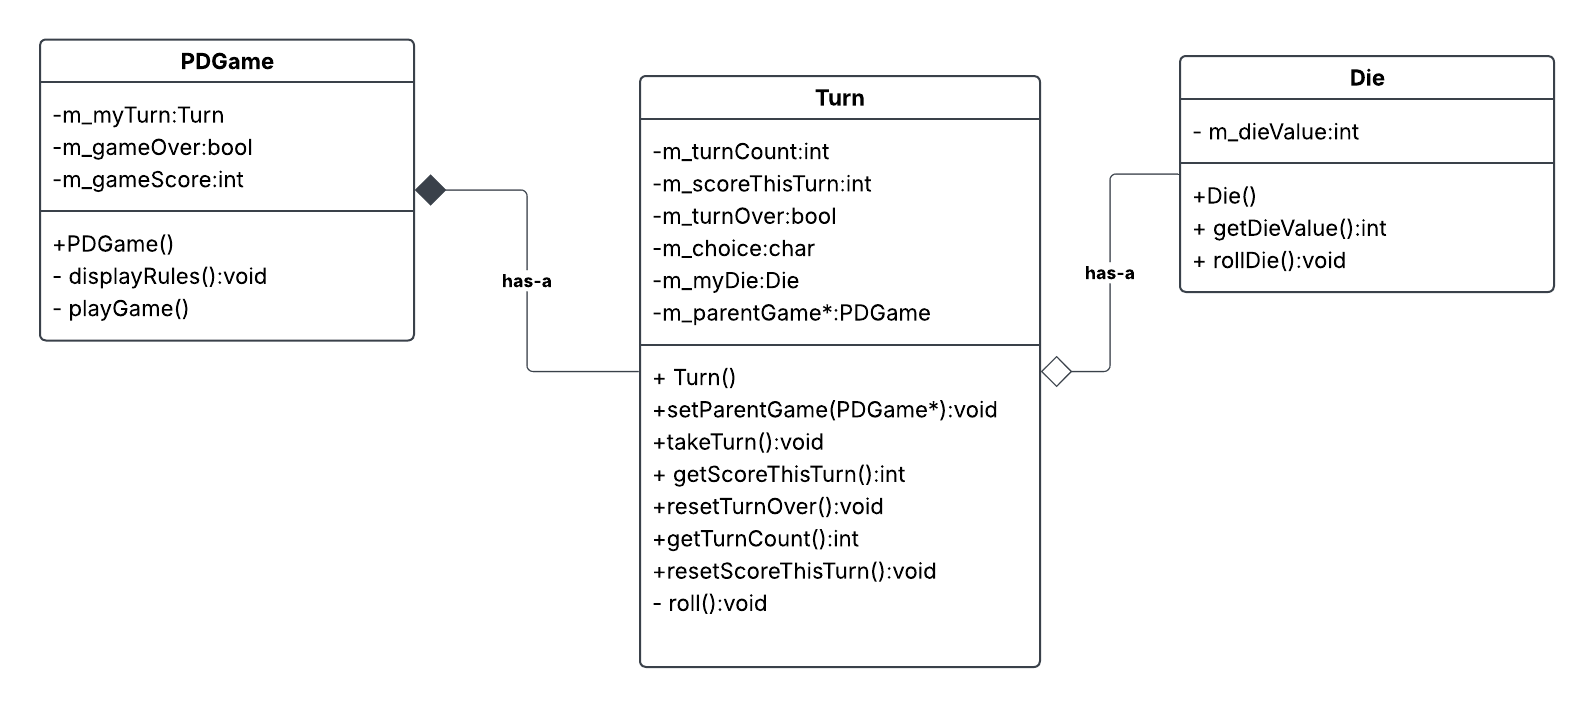 PDGame
-m_myTurn:Turn
-m_gameOver:bool
-m_gameScore:int
+PDGame()
- displayRules():void
- playGame()
has-a
Turn
-m_turnCount:int
-m_scoreThisTurn:int
-m_turnOver:bool
-m_choice:char
-m_myDie:Die
-m_parentGame*:PDGame
+ Turn()
+setParentGame(PDGame*):void
+takeTurn():void
+ getScoreThisTurn():int
+resetTurnOver():void
+getTurnCount():int
+resetScoreThisTurn():void
- roll():void
has-a
Die
- m_dieValue:int
+Die()
+ getDieValue():int
+ rollDie():void